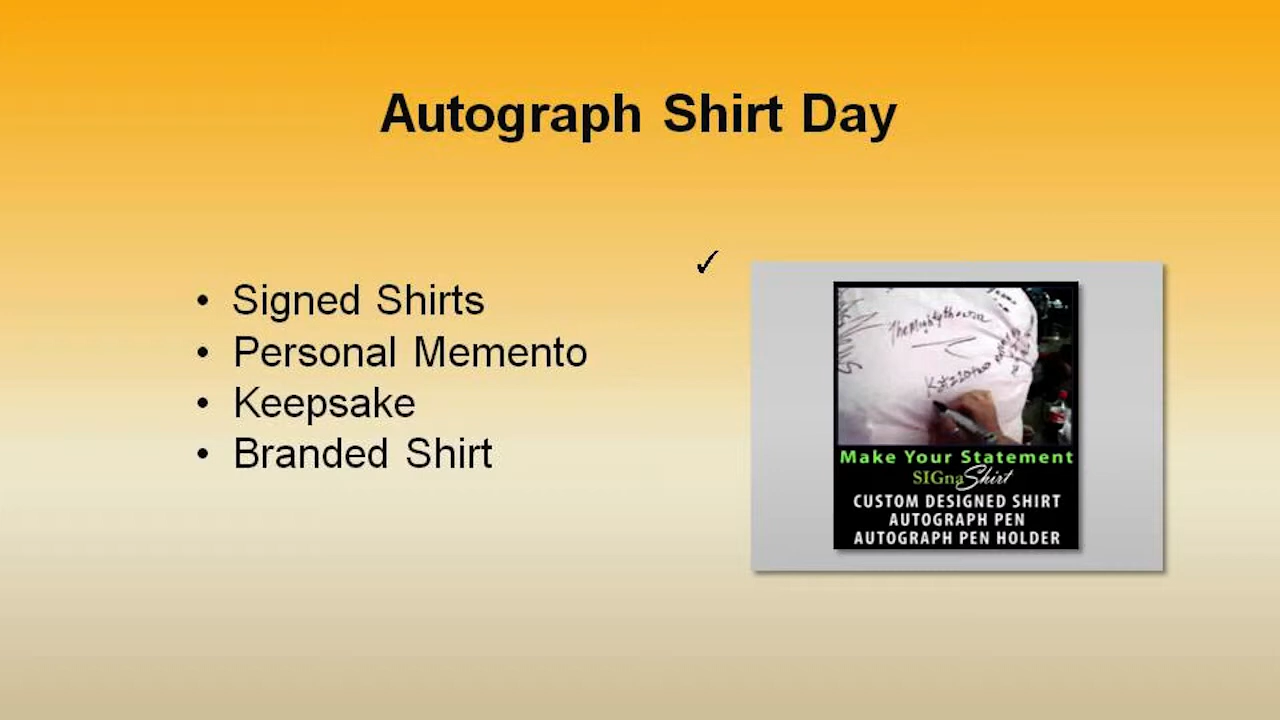 Autograph Shirt Day
• Signed Shirts
• Personal Memento
• Keepsake
• Branded Shirt
✓
Make Your Statement
SIGnaShirt
CUSTOM DESIGNED SHIRT
AUTOGRAPH PEN
AUTOGRAPH PEN HOLDER